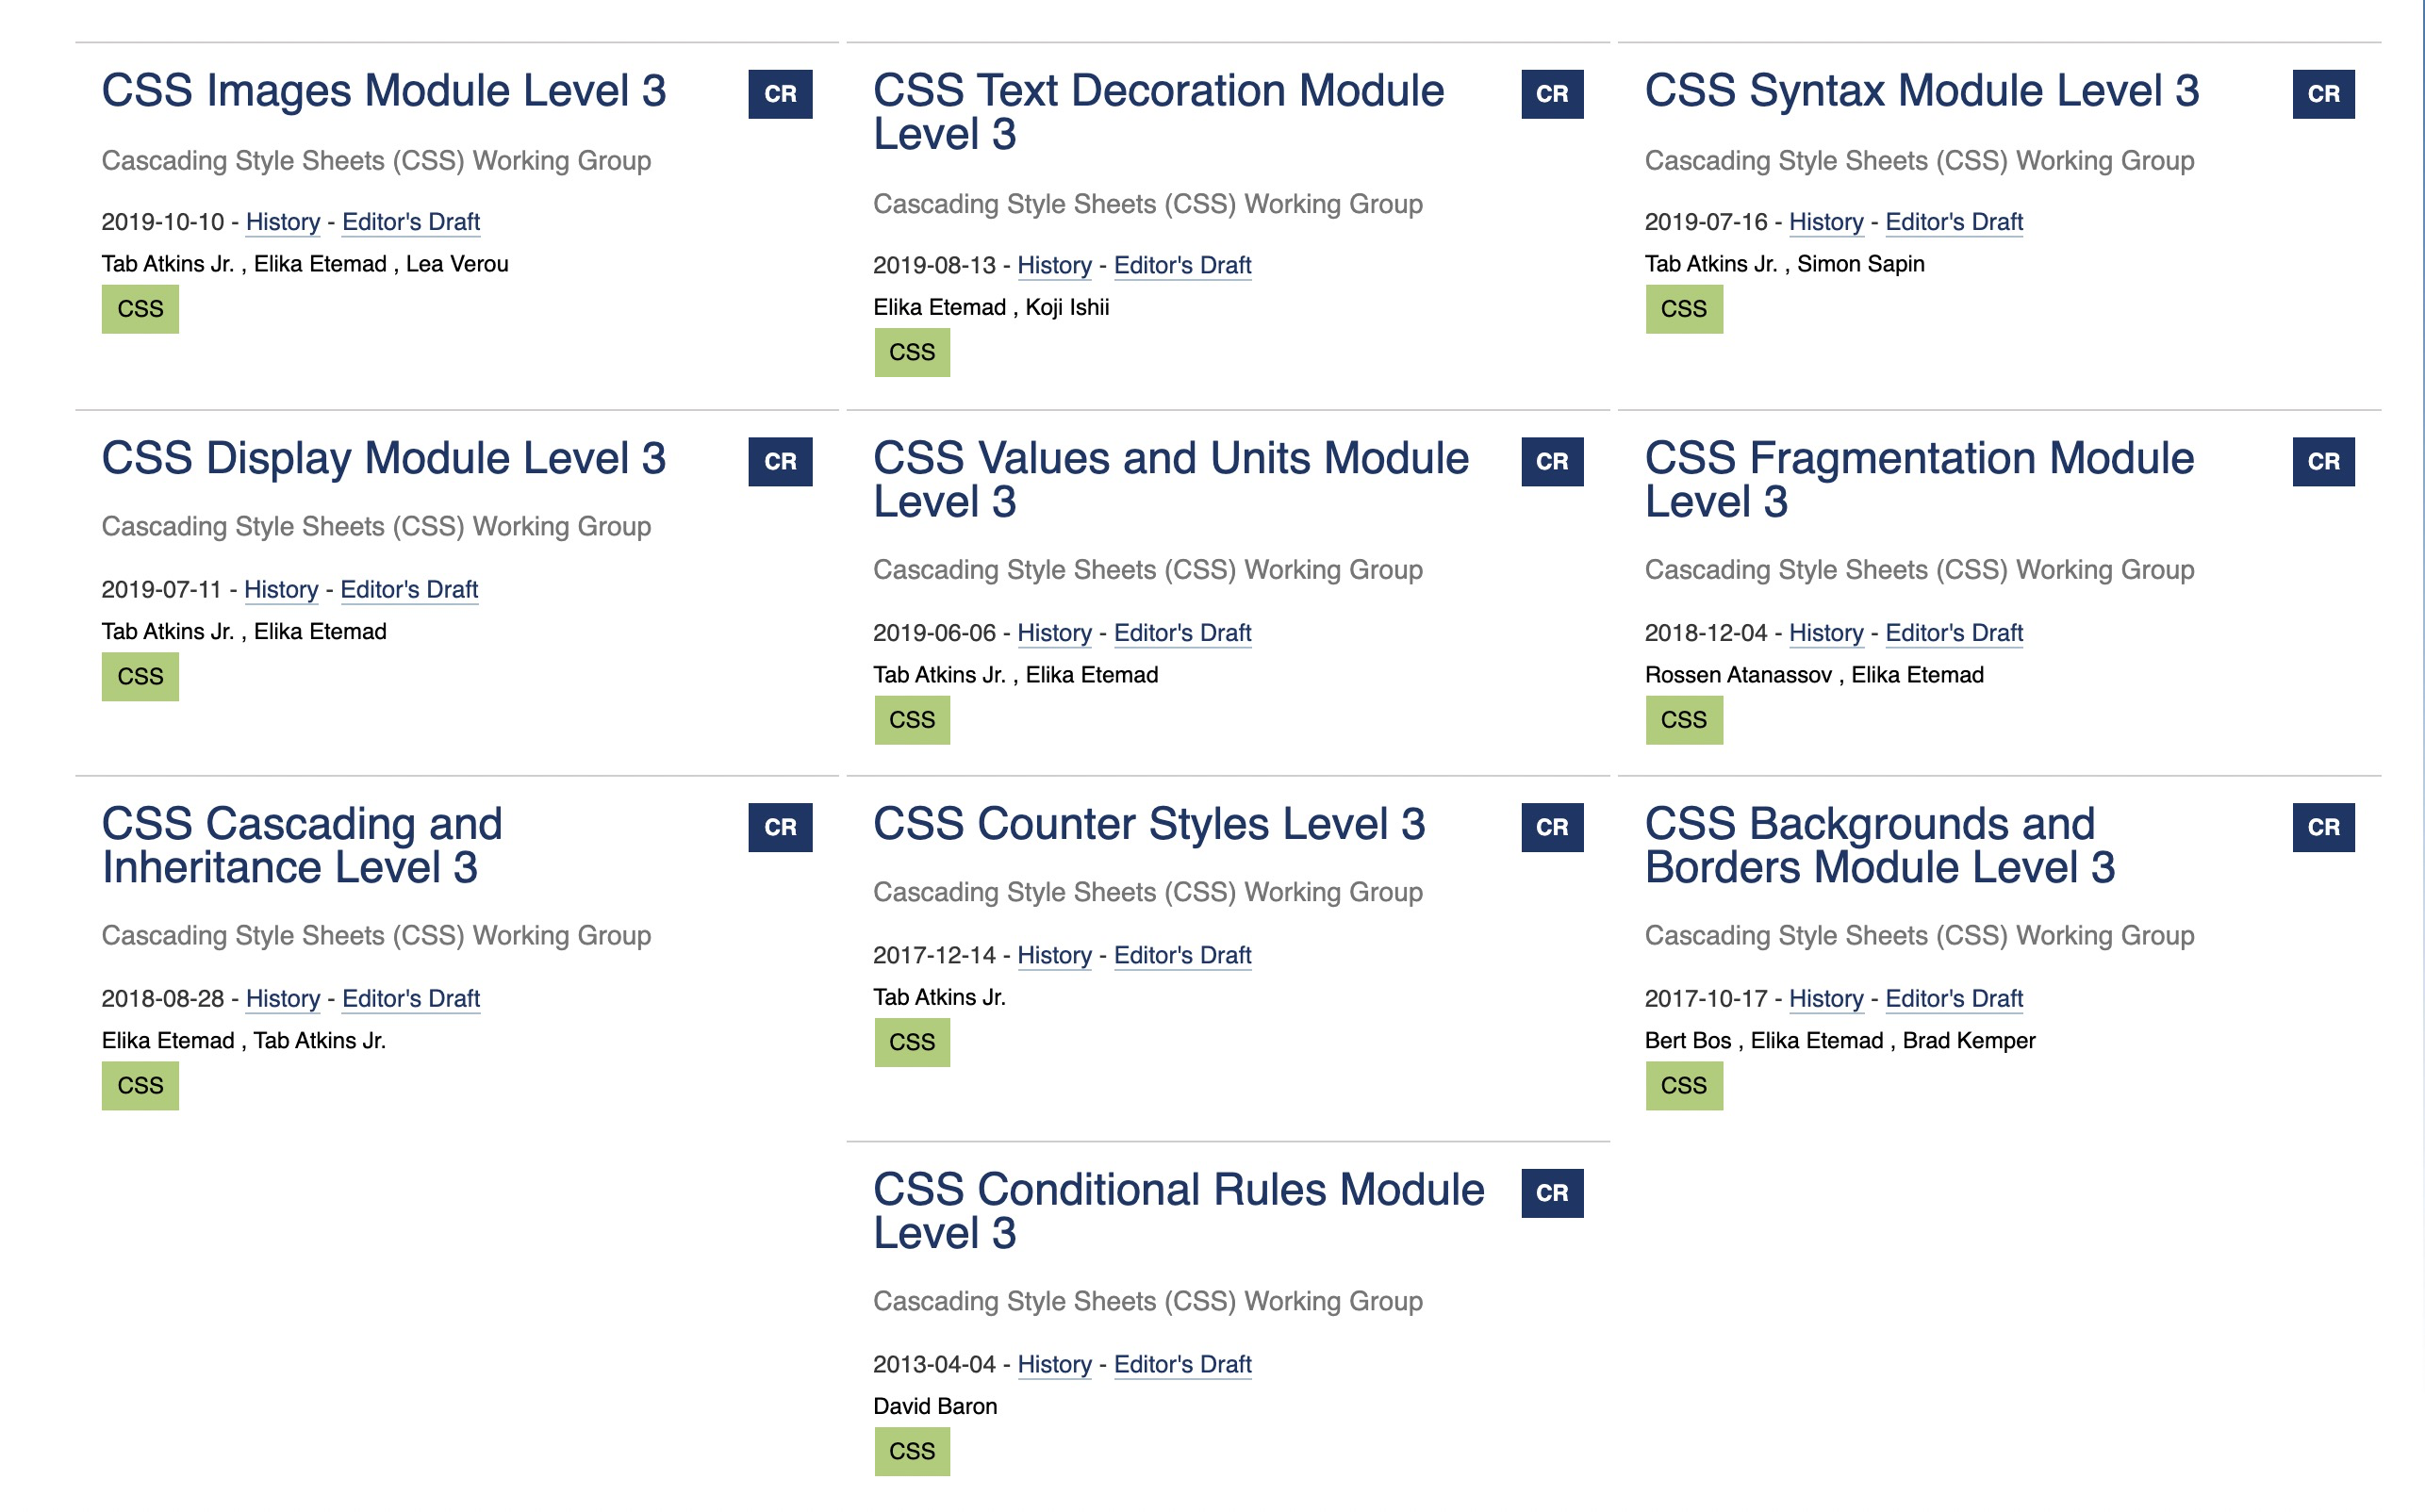 CSS Images Module Level 3
CR
Cascading Style Sheets (CSS) Working Group
2019-10-10 - History - Editor's Draft
Tab Atkins Jr. , Elika Etemad , Lea Verou
CSS
CSS Text Decoration Module
Level 3
CR
Cascading Style Sheets (CSS) Working Group
2019-08-13 - History - Editor's Draft
Elika Etemad , Koji Ishii
CSS
CSS Syntax Module Level 3
CR
Cascading Style Sheets (CSS) Working Group
2019-07-16 - History - Editor's Draft
Tab Atkins Jr. , Simon Sapin
CSS
CSS Display Module Level 3
CR
Cascading Style Sheets (CSS) Working Group
2019-07-11 - History - Editor's Draft
Tab Atkins Jr. , Elika Etemad
CSS
CSS Values and Units Module
Level 3
CR
Cascading Style Sheets (CSS) Working Group
2019-06-06 - History - Editor's Draft
Tab Atkins Jr. , Elika Etemad
CSS
CSS Fragmentation Module
Level 3
CR
Cascading Style Sheets (CSS) Working Group
2018-12-04 - History - Editor's Draft
Rossen Atanassov , Elika Etemad
CSS
CSS Cascading and
Inheritance Level 3
CR
Cascading Style Sheets (CSS) Working Group
2018-08-28 - History - Editor's Draft
Elika Etemad , Tab Atkins Jr.
CSS
CSS Counter Styles Level 3
CR
Cascading Style Sheets (CSS) Working Group
2017-12-14 - History - Editor's Draft
Tab Atkins Jr.
CSS
CSS Backgrounds and
Borders Module Level 3
CR
Cascading Style Sheets (CSS) Working Group
2017-10-17 - History - Editor's Draft
Bert Bos , Elika Etemad , Brad Kemper
CSS
CSS Conditional Rules Module
Level 3
CR
Cascading Style Sheets (CSS) Working Group
2013-04-04 - History - Editor's Draft
David Baron
CSS